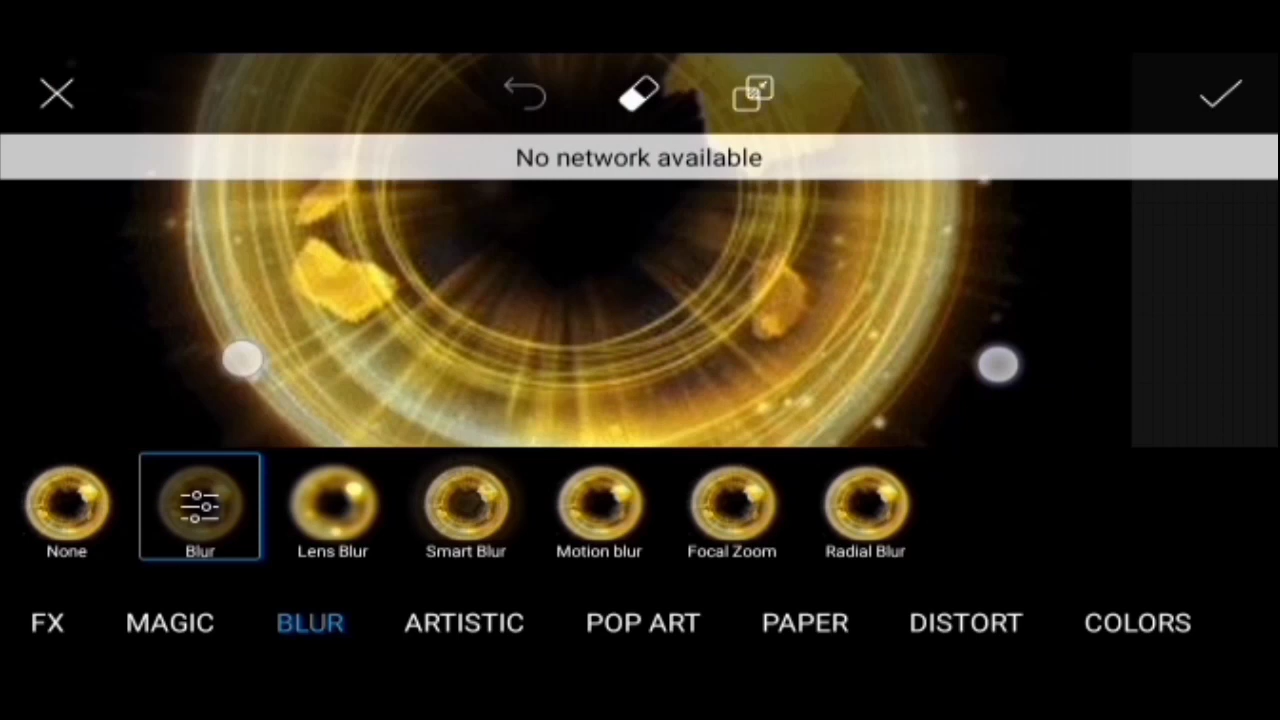 No network available
None Blur Lens Blur Smart Blur Motion blur Focal Zoom Radial Blur
FX MAGIC BLUR ARTISTIC POP ART PAPER DISTORT COLORS